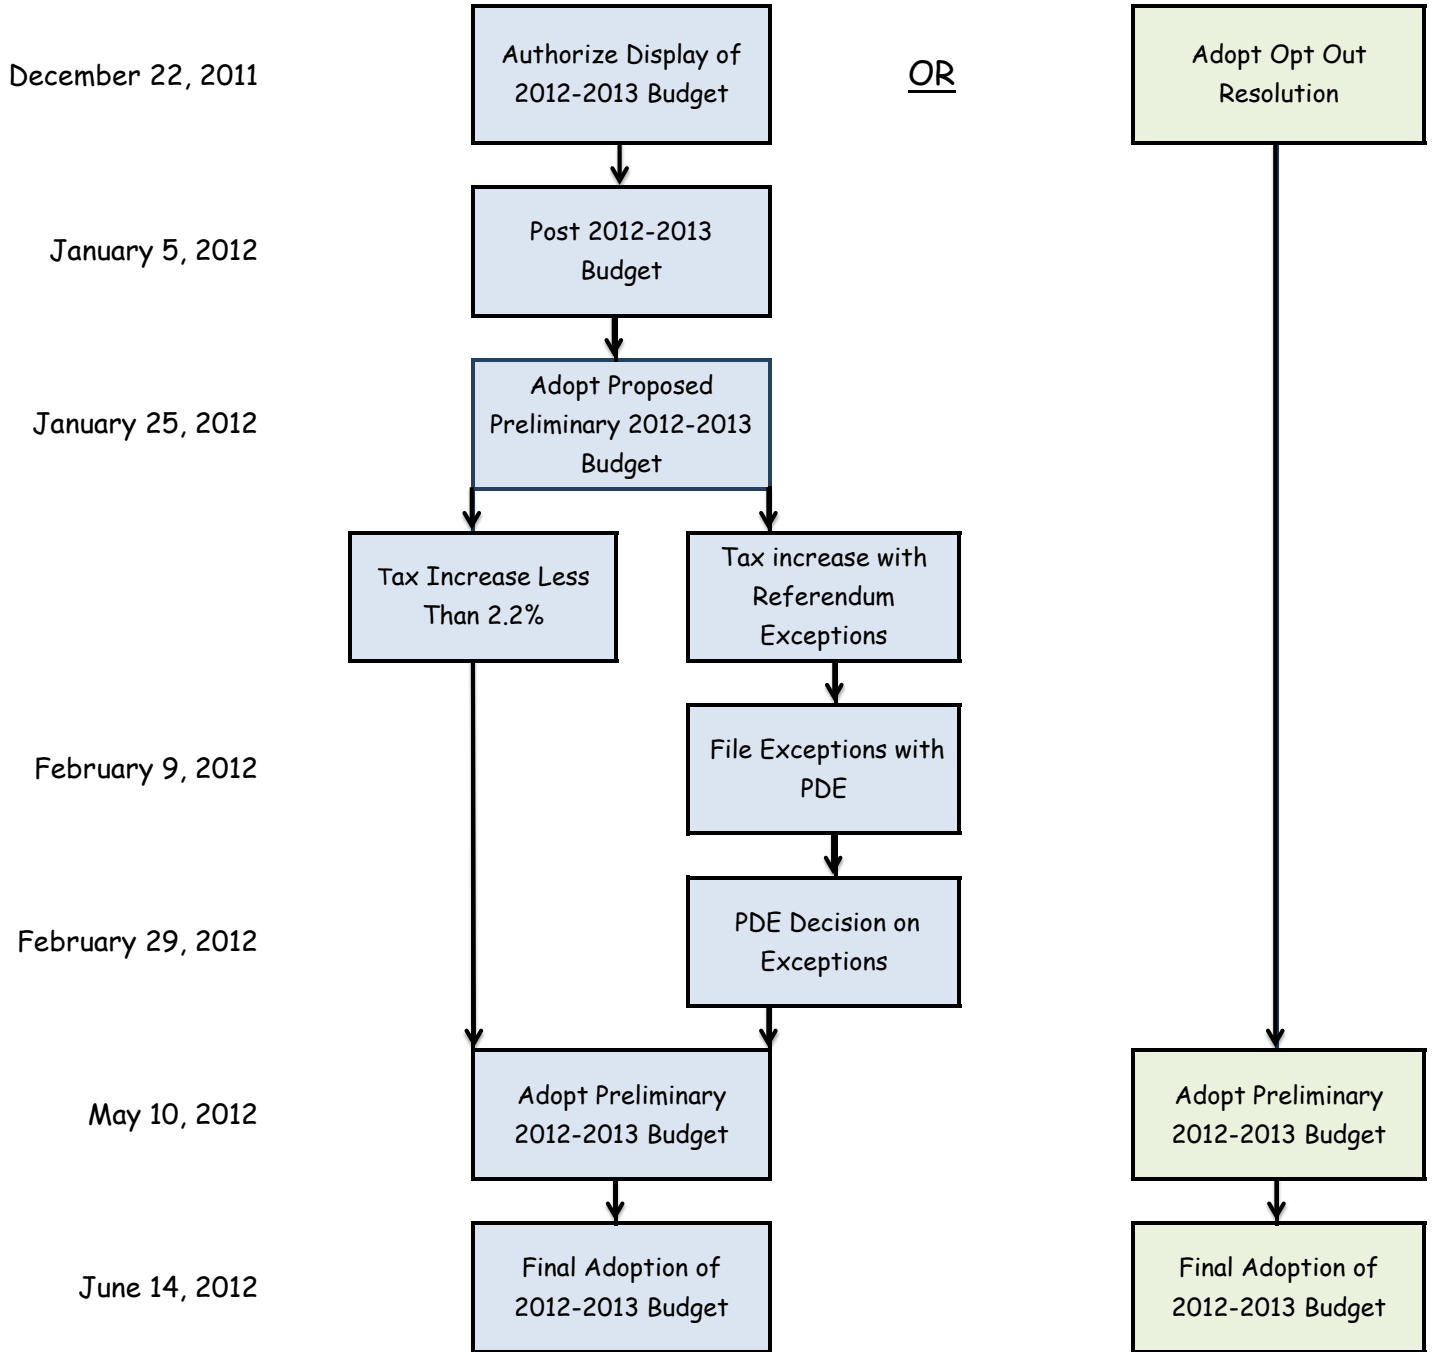 December 22, 2011
Authorize Display of
2012-2013 Budget
OR
Adopt Opt Out
Resolution
January 5, 2012
Post 2012-2013
Budget
January 25, 2012
Adopt Proposed
Preliminary 2012-2013
Budget
Tax Increase Less
Than 2.2%
Tax increase with
Referendum
Exceptions
February 9, 2012
File Exceptions with
PDE
February 29, 2012
PDE Decision on
Exceptions
May 10, 2012
Adopt Preliminary
2012-2013 Budget
Adopt Preliminary
2012-2013 Budget
June 14, 2012
Final Adoption of
2012-2013 Budget
Final Adoption of
2012-2013 Budget